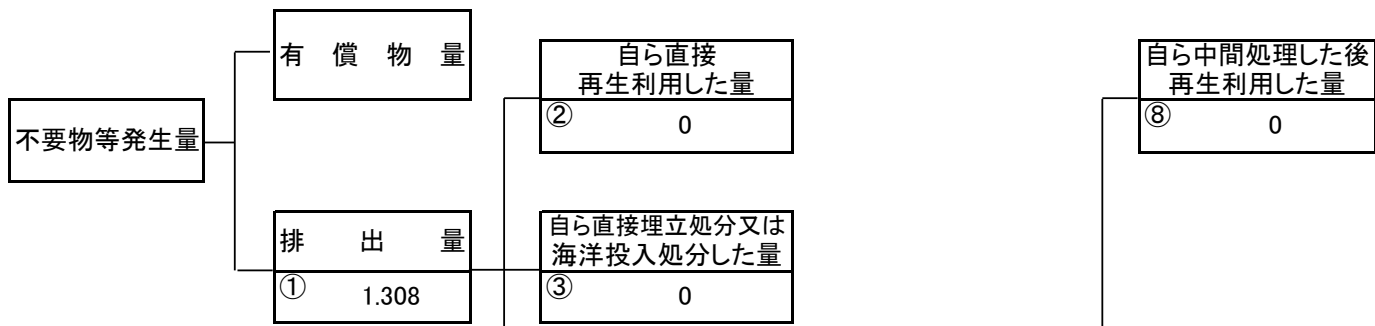 有償物量
自ら直接
再生利用した量
② 0
自ら中間処理した後
再生利用した量
⑧ 0
不要物等発生量
排出量
① 1.308
自ら直接埋立処分又は
海洋投入処分した量
③ 0